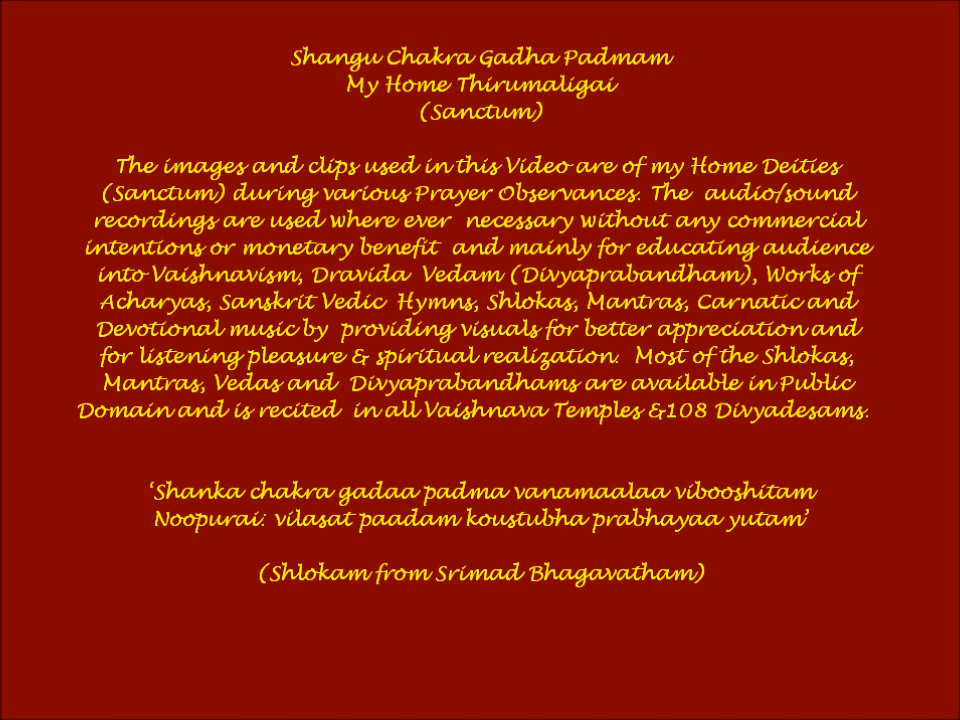 Shangu Chakra Gadha Padmam
My Home Thirumaligai
(Sanctum)
The images and clips used in this Video are of my Home Deities
(Sanctum) during various Prayer Observances. The audio/sound
recordings are used where ever necessary without any commercial
intentions or monetary benefit and mainly for educating audience
into Vaishnavism, Dravida Vedam (Divyaprabandham), Works of
Acharyas, Sanskrit Vedic Hymns, Shlokas, Mantras, Carnatic and
Devotional music by providing visuals for better appreciation and
for listening pleasure & spiritual realization. Most of the Shlokas,
Mantras, Vedas and Divyaprabandhams are available in Public
Domain and is recited in all Vaishnava Temples &108 Divyadesams.
‘Shanka chakra gadaa padma vanamaalaa vibooshitam
Noopurai: vilasat paadam koustubha prabhayaa yutam’
(Shlokam from Srimad Bhagavatham)